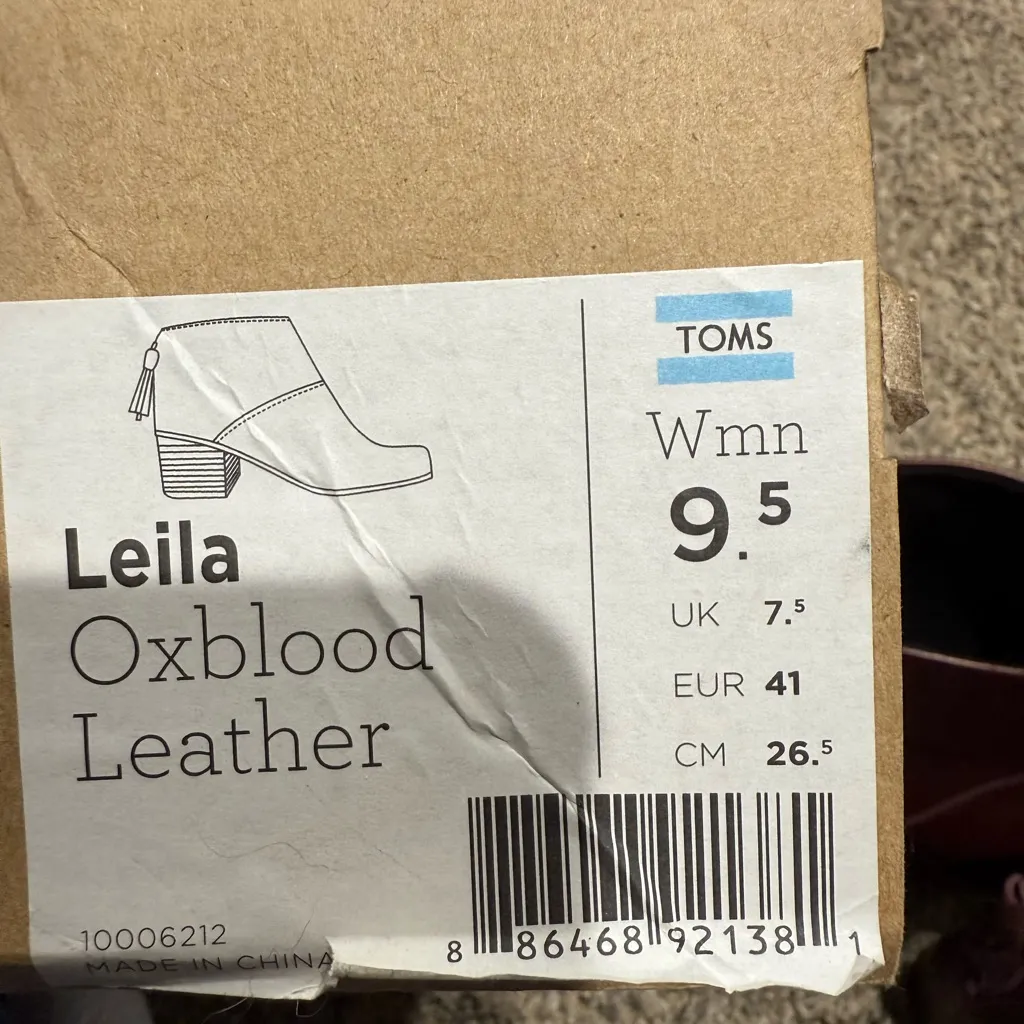 Leila
Oxblood
Leather
10006212
MADE IN CHINA
TOMS
Wmn
9.5
UK 7.5
EUR 41
CM 26.5
8 86468 92138 1